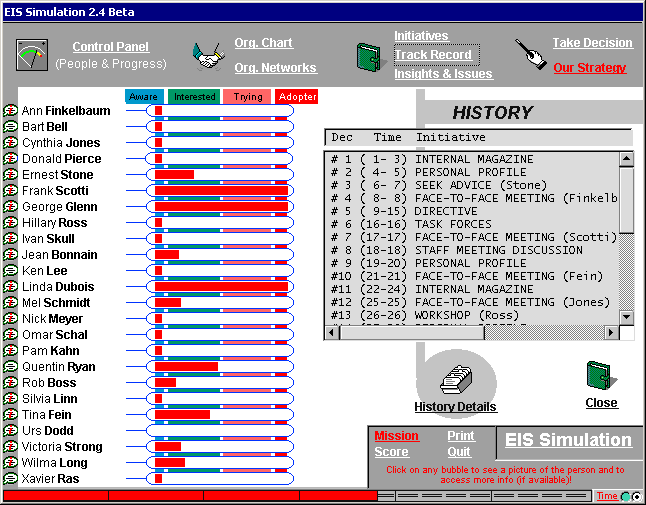 EIS Simulation 2.4 Beta
Control Panel
(People & Progress)
Org. Chart
Org. Networks
Initiatives
Track Record
Insights & Issues
Take Decision
Our Strategy
Aware Interested Trying Adopter
Ann Finkelbaum
Bart Bell
Cynthia Jones
Donald Pierce
Ernest Stone
Frank Scotti
George Glenn
Hillary Ross
Ivan Skull
Jean Bonnain
Ken Lee
Linda Dubois
Mel Schmidt
Nick Meyer
Omar Schal
Pam Kahn
Quentin Ryan
Rob Boss
Silvia Linn
Tina Fein
Urs Dodd
Victoria Strong
Wilma Long
Xavier Ras
HISTORY
Dec Time Initiative
# 1 ( 1- 3) INTERNAL MAGAZINE
# 2 ( 4- 5) PERSONAL PROFILE
# 3 ( 6- 7) SEEK ADVICE (Stone)
# 4 ( 8- 8) FACE-TO-FACE MEETING (Finkelb
# 5 ( 9-15) DIRECTIVE
# 6 (16-16) TASK FORCES
# 7 (17-17) FACE-TO-FACE MEETING (Scotti)
# 8 (18-18) STAFF MEETING DISCUSSION
# 9 (19-20) PERSONAL PROFILE
#10 (21-21) FACE-TO-FACE MEETING (Fein)
#11 (22-24) INTERNAL MAGAZINE
#12 (25-25) FACE-TO-FACE MEETING (Jones)
#13 (26-26) WORKSHOP (Ross)
History Details
Close
Mission
Print
Score
Quit
EIS Simulation
Click on any bubble to see a picture of the person and to
access more info (if available)!
Time